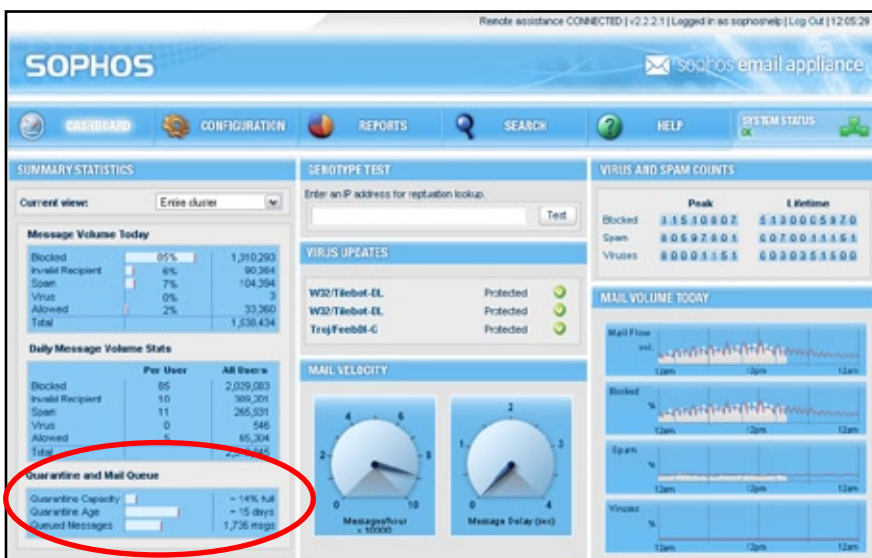 Remote assistance CONNECTED | v2.2.2.1 | Logged in as sophoshelp | Log Out | 12:05:29
SOPHOS
sophos email appliance
DASHBOARD
CONFIGURATION
REPORTS
SEARCH
HELP
SYSTEM STATUS
OK
SUMMARY STATISTICS
Current view: Entire cluster
Message Volume Today
Blocked 85% 1,310,293
Invalid Recipient 6% 90,384
Spam 7% 104,394
Virus 0% 3
Allowed 2% 33,360
Total 1,538,434
Daily Message Volume Stats
Per User All Users
Blocked 85 2,029,083
Invalid Recipient 10
Spam 11
Virus 0 546
Allowed 65,304
Total
Quarantine and Mail Queue
Quarantine Capacity ~ 14% full
Quarantine Age ~ 15 days
Queued Messages 1,736 msgs
GENOTYPE TEST
Enter an IP address for reptuation lookup.
Test
VIRUS UPDATES
W32/Tilebot-DL Protected
W32/Tilebot-DL Protected
Troj/FeebDl-G Protected
MAIL VELOCITY
0 2 4 6 8 10
Messages/hour
x 10000
0 1 2 3 4
Message Delay (sec)
VIRUS AND SPAM COUNTS
Peak Lifetime
Blocked
Spam
Viruses
MAIL VOLUME TODAY
Mail Flow
vol.
12am 12pm 12am
Blocked
%
12am 12pm 12am
Spam
%
12am 12pm 12am
Viruses
%
12am 12pm 12am